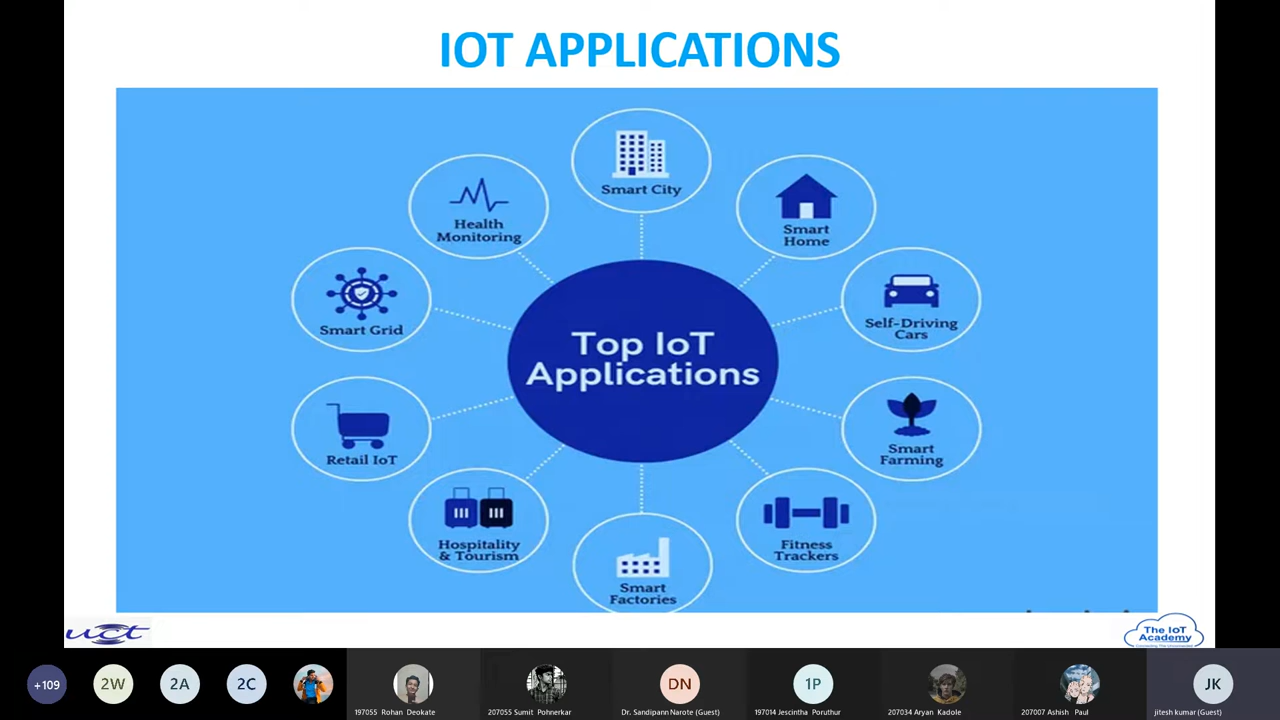 IOT APPLICATIONS
Smart City
Health
Monitoring
Smart
Home
Smart Grid
Self-Driving
Cars
Top IoT
Applications
Retail IoT
Smart
Farming
Hospitality
& Tourism
Fitness
Trackers
Smart
Factories
uct
The IoT
Academy
+109
2W
2A
2C
DN
1P
JK
197055 Rohan Deokate
207055 Sumit Pohnerkar
Dr. Sandipann Narote (Guest)
197014 Jescintha Poruthur
207034 Aryan Kadole
207007 Ashish Paul
jitesh kumar (Guest)